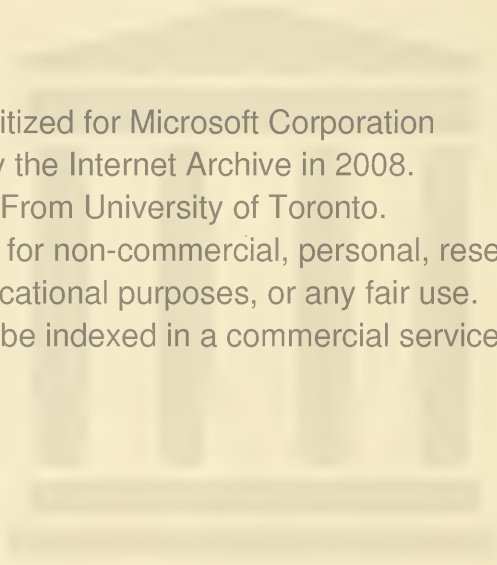 itized for Microsoft Corporation
the Internet Archive in 2008.
From University of Toronto.
for non-commercial, personal, rese
cational purposes, or any fair use.
be indexed in a commercial service